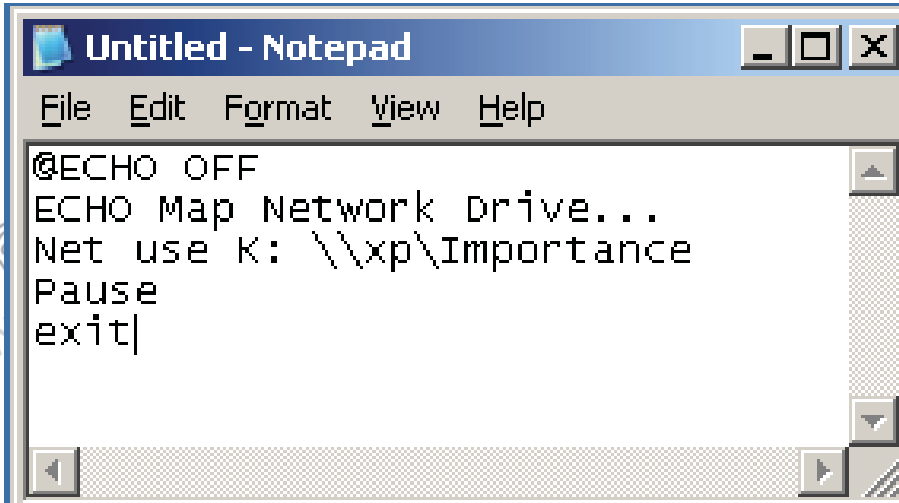 Untitled - Notepad
File Edit Format View Help
@ECHO OFF
ECHO Map Network Drive...
Net use K: \\xp\Importance
Pause
exit